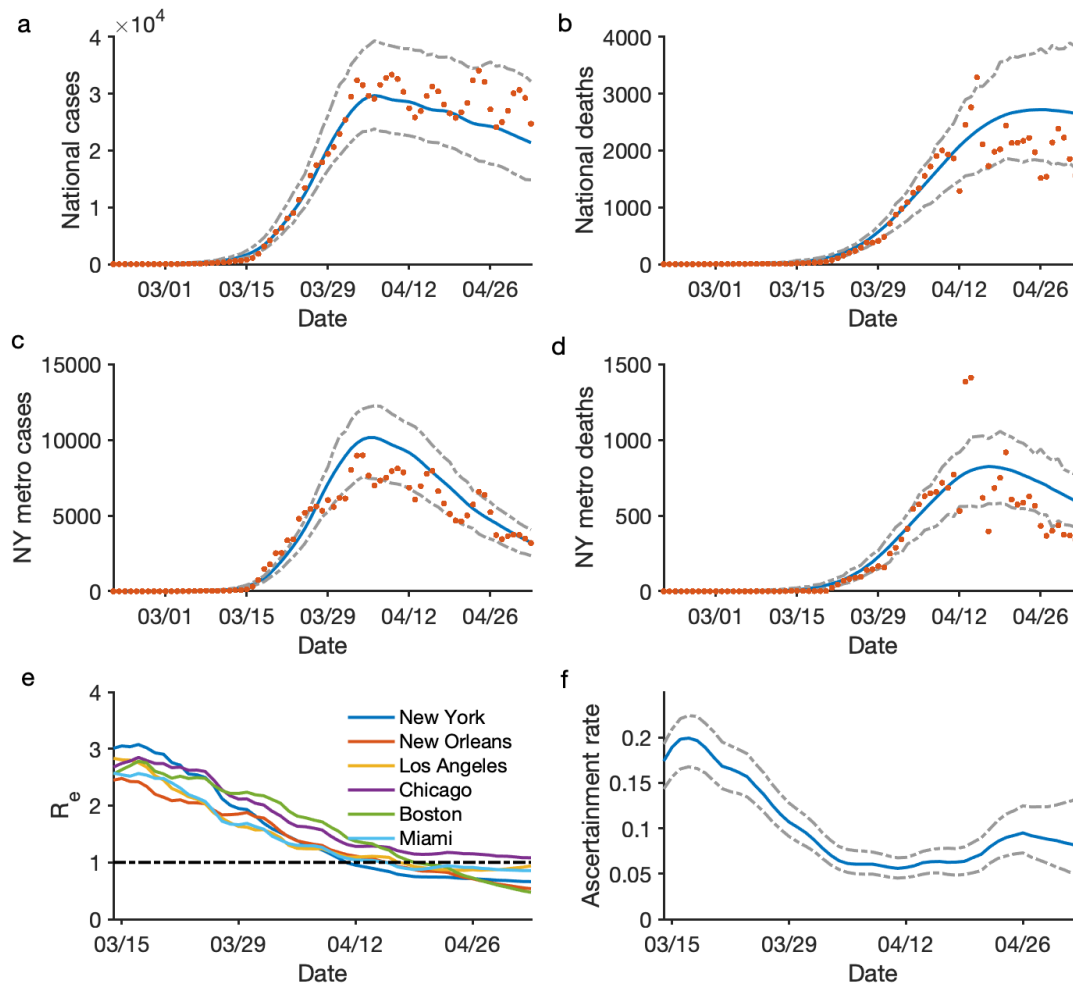 a
×10⁴
National cases
4
3
2
1
0
03/01 03/15 03/29 04/12 04/26
Date
b
National deaths
4000
3000
2000
1000
0
03/01 03/15 03/29 04/12 04/26
Date
c
NY metro cases
15000
10000
5000
0
03/01 03/15 03/29 04/12 04/26
Date
d
NY metro deaths
1500
1000
500
0
03/01 03/15 03/29 04/12 04/26
Date
e
Rₑ
4
3
2
1
0
New York
New Orleans
Los Angeles
Chicago
Boston
Miami
03/15 03/29 04/12 04/26
Date
f
Ascertainment rate
0.2
0.15
0.1
0.05
0
03/15 03/29 04/12 04/26
Date